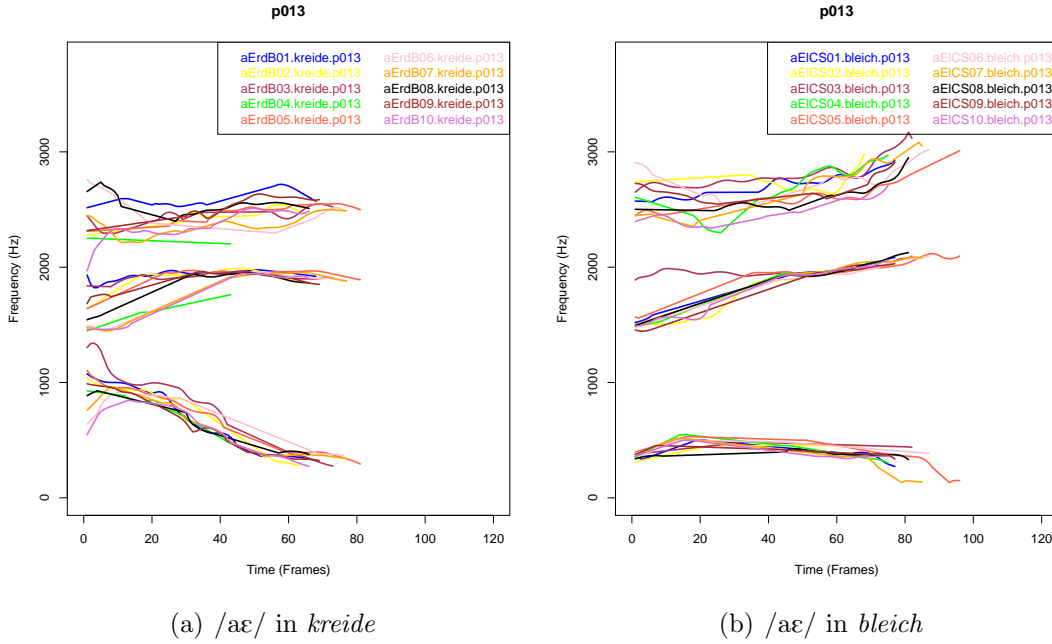 p013
aErdB01.kreide.p013 aErdB06.kreide.p013
aErdB02.kreide.p013 aErdB07.kreide.p013
aErdB03.kreide.p013 aErdB08.kreide.p013
aErdB04.kreide.p013 aErdB09.kreide.p013
aErdB05.kreide.p013 aErdB10.kreide.p013
Frequency (Hz)
3000
2000
1000
0
0 20 40 60 80 100 120
Time (Frames)
(a) /aɛ/ in kreide
p013
aElCS01.bleich.p013 aElCS06.bleich.p013
aElCS02.bleich.p013 aElCS07.bleich.p013
aElCS03.bleich.p013 aElCS08.bleich.p013
aElCS04.bleich.p013 aElCS09.bleich.p013
aElCS05.bleich.p013 aElCS10.bleich.p013
Frequency (Hz)
3000
2000
1000
0
0 20 40 60 80 100 120
Time (Frames)
(b) /aɛ/ in bleich